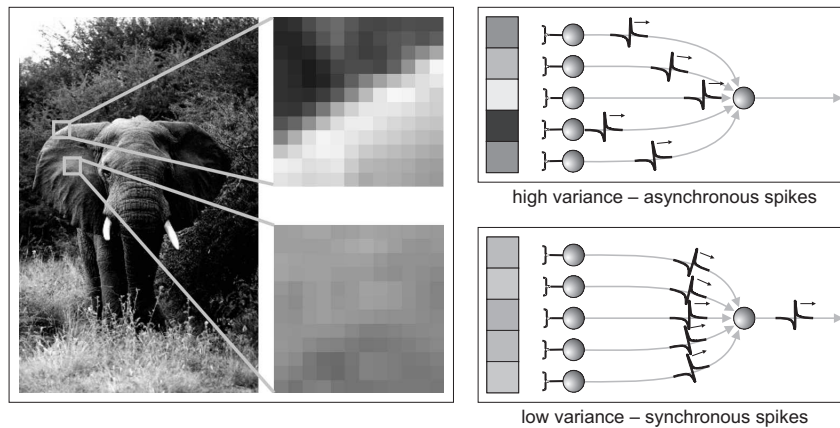 high variance – asynchronous spikes
low variance – synchronous spikes